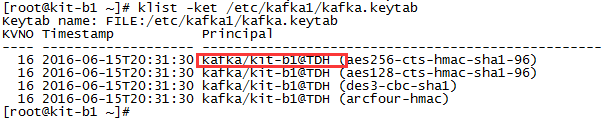 [root@kit-b1 ~]# klist -ket /etc/kafka1/kafka.keytab
Keytab name: FILE:/etc/kafka1/kafka.keytab
KVNO Timestamp           Principal
---- ------------------- ------------------------------------------------------
  16 2016-06-15T20:31:30 kafka/kit-b1@TDH (aes256-cts-hmac-sha1-96)
  16 2016-06-15T20:31:30 kafka/kit-b1@TDH (aes128-cts-hmac-sha1-96)
  16 2016-06-15T20:31:30 kafka/kit-b1@TDH (des3-cbc-sha1)
  16 2016-06-15T20:31:30 kafka/kit-b1@TDH (arcfour-hmac)
[root@kit-b1 ~]#